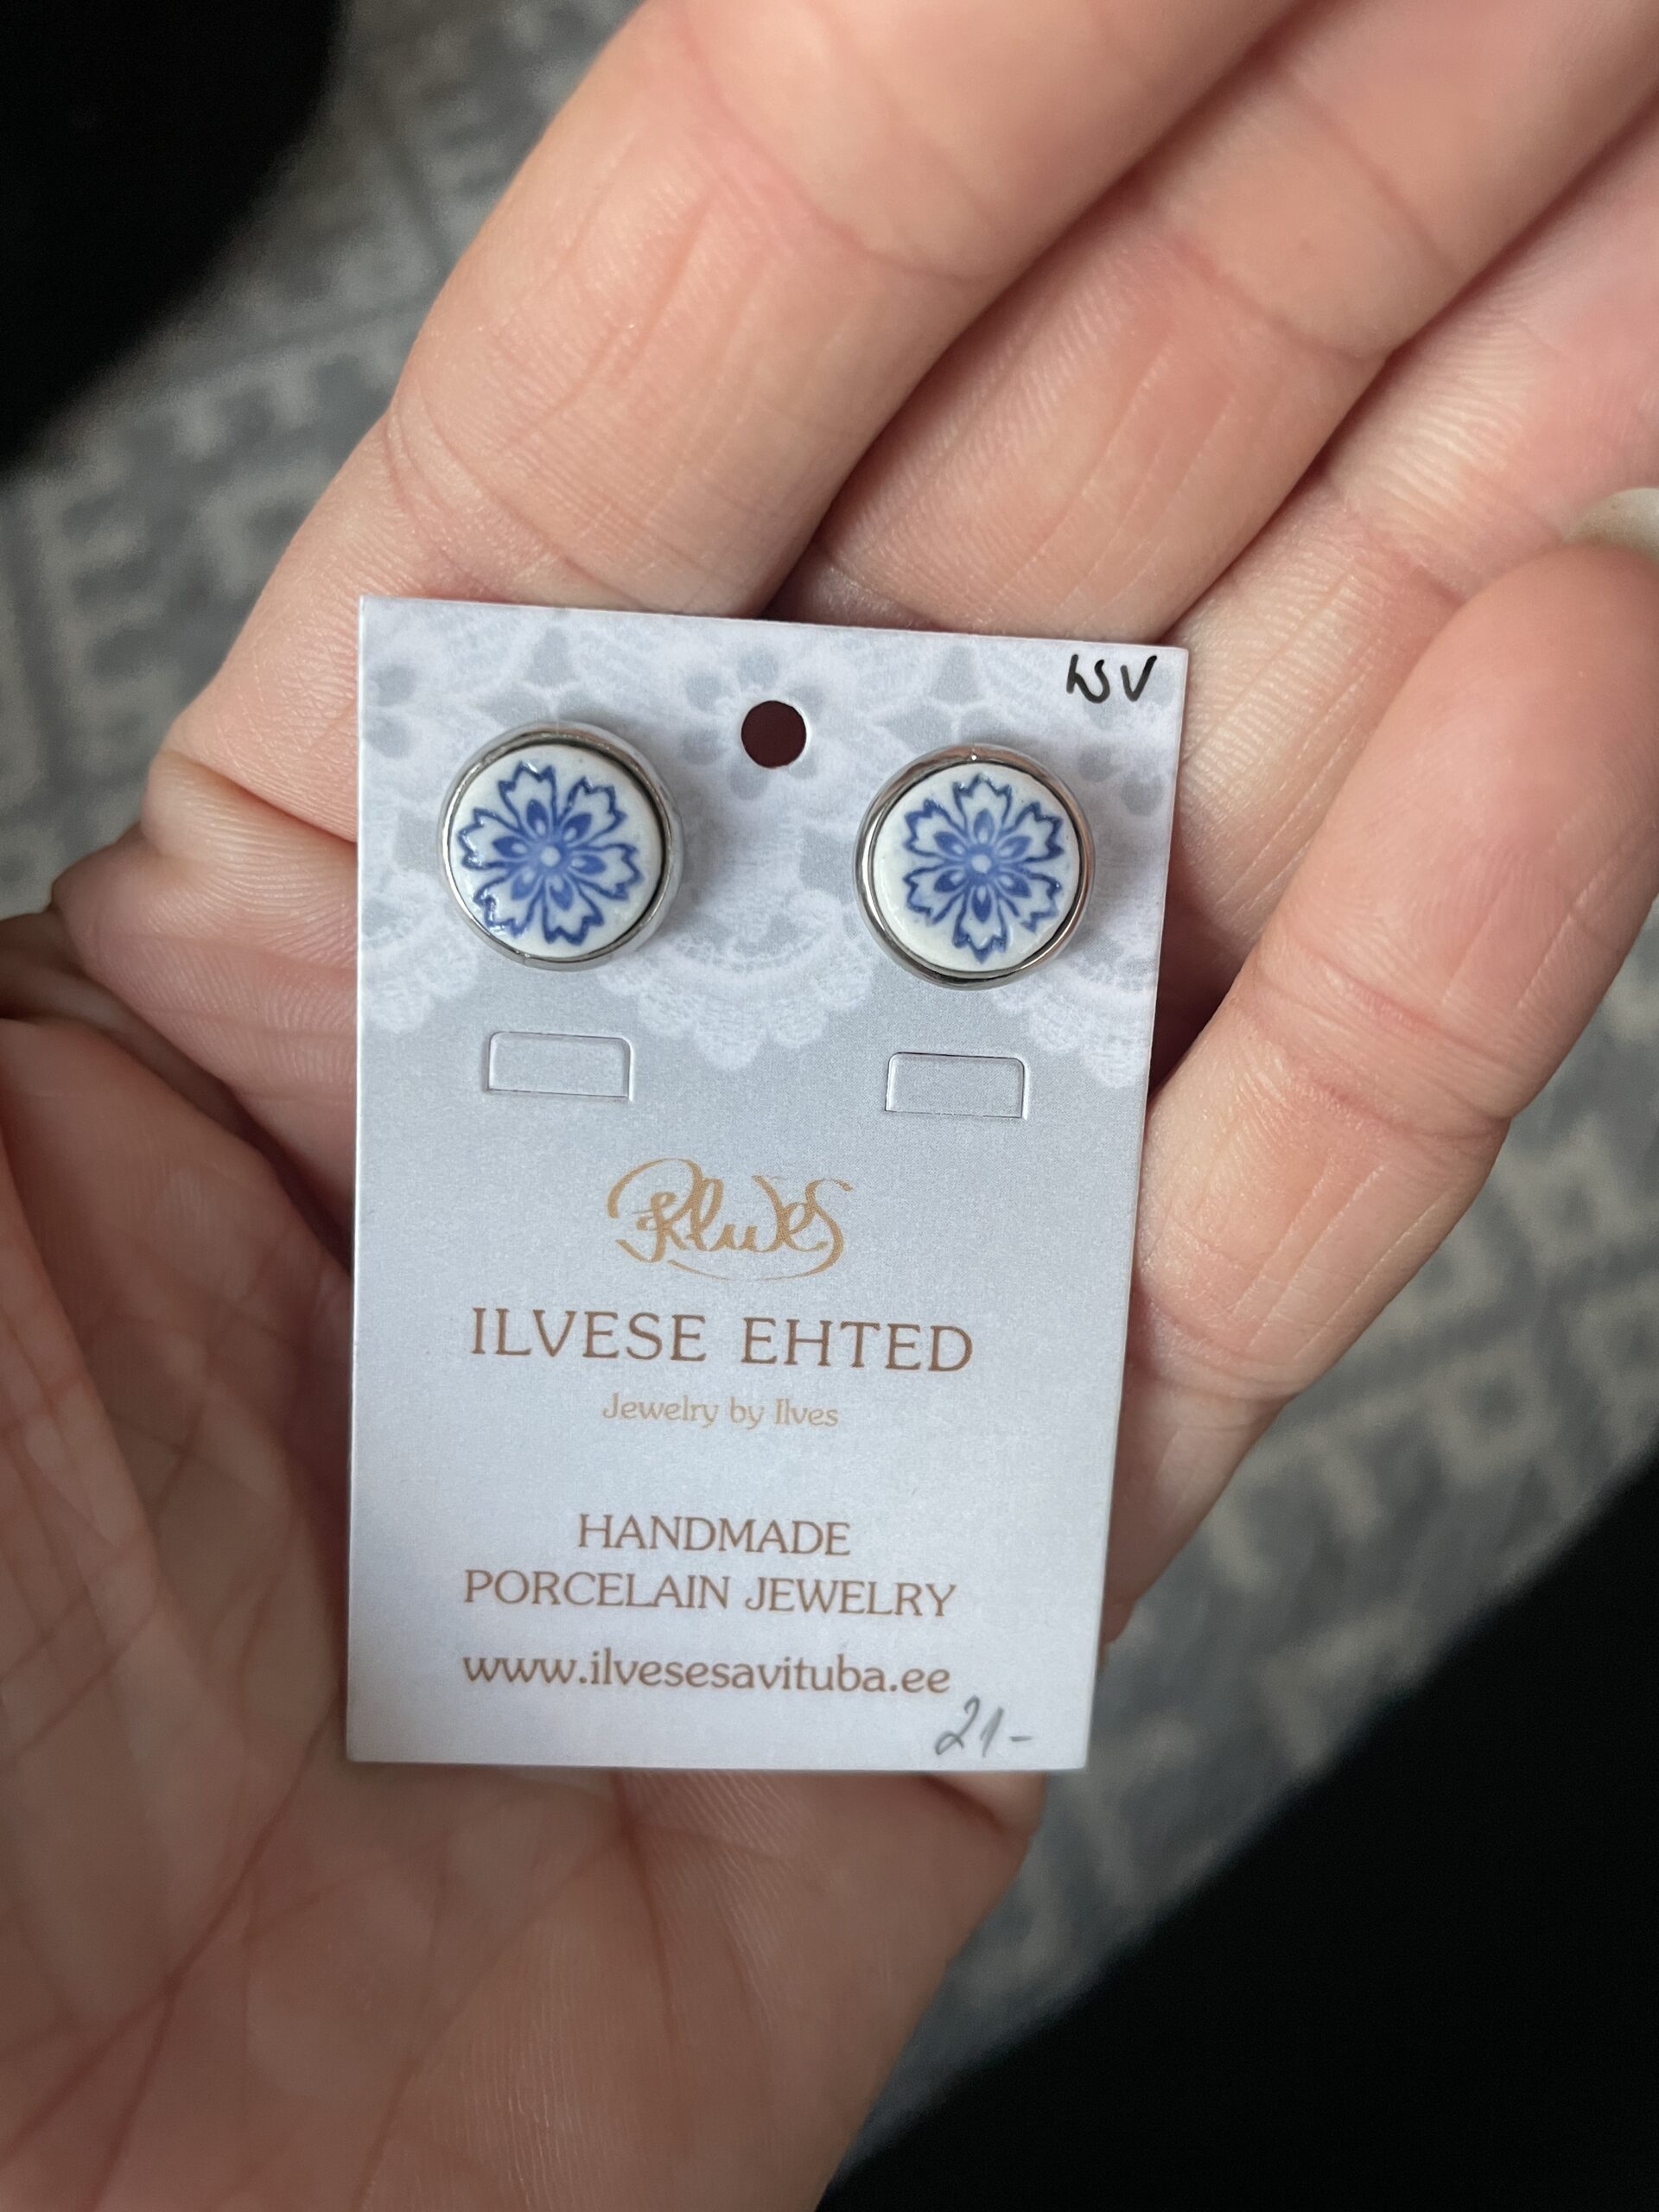 ILVESE EHTED
Jewelry by Ilves
HANDMADE
PORCELAIN JEWELRY
www.ilvesesavituba.ee
21-